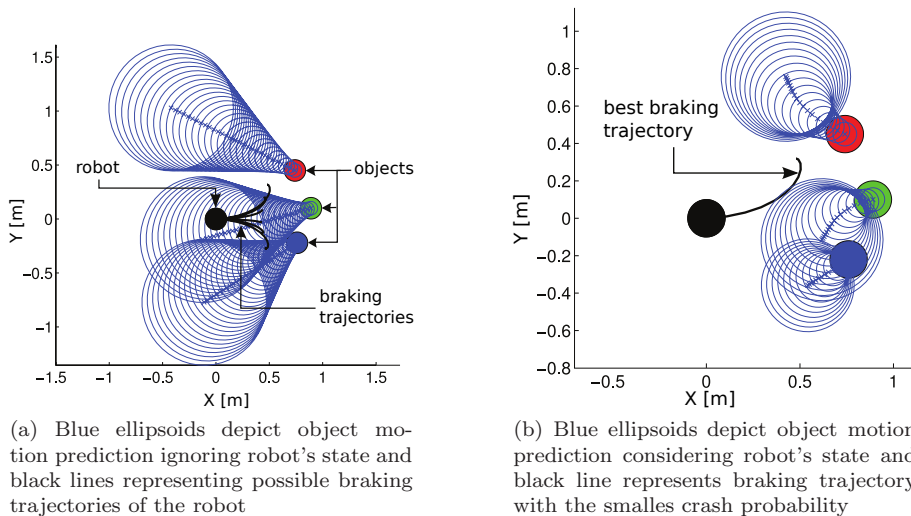 1.5
1
0.5
0
−0.5
−1
−1.5
−1
−0.5
0
0.5
1
1.5
Y [m]
X [m]
robot
objects
braking
trajectories
(a) Blue ellipsoids depict object mo-
tion prediction ignoring robot's state and
black lines representing possible braking
trajectories of the robot
1
0.8
0.6
0.4
0.2
0
−0.2
−0.4
−0.6
−0.8
−0.5
0
0.5
1
Y [m]
X [m]
best braking
trajectory
(b) Blue ellipsoids depict object motion
prediction considering robot's state and
black line represents braking trajectory
with the smalles crash probability